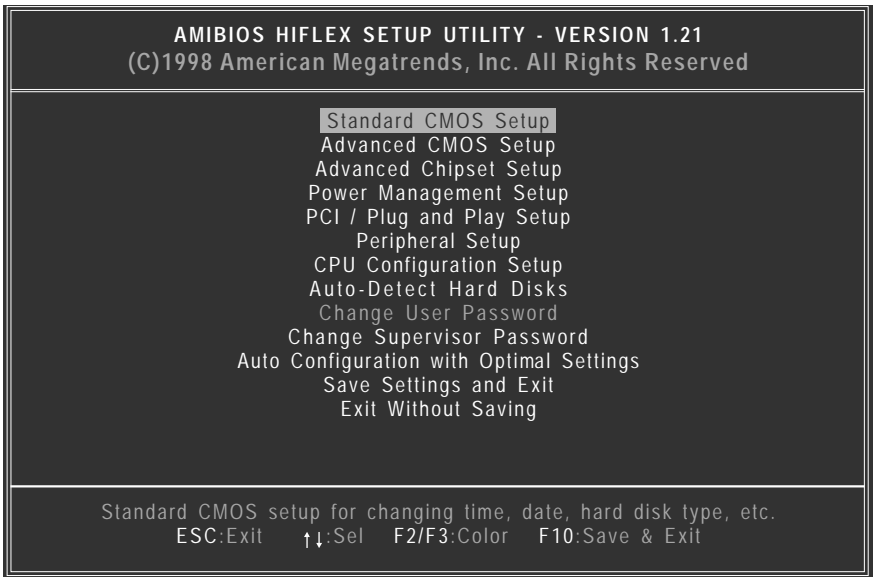 AMIBIOS HIFLEX SETUP UTILITY - VERSION 1.21
(C)1998 American Megatrends, Inc. All Rights Reserved
Standard CMOS Setup
Advanced CMOS Setup
Advanced Chipset Setup
Power Management Setup
PCI / Plug and Play Setup
Peripheral Setup
CPU Configuration Setup
Auto-Detect Hard Disks
Change User Password
Change Supervisor Password
Auto Configuration with Optimal Settings
Save Settings and Exit
Exit Without Saving
Standard CMOS setup for changing time, date, hard disk type, etc.
ESC:Exit ↑↓:Sel F2/F3:Color F10:Save & Exit